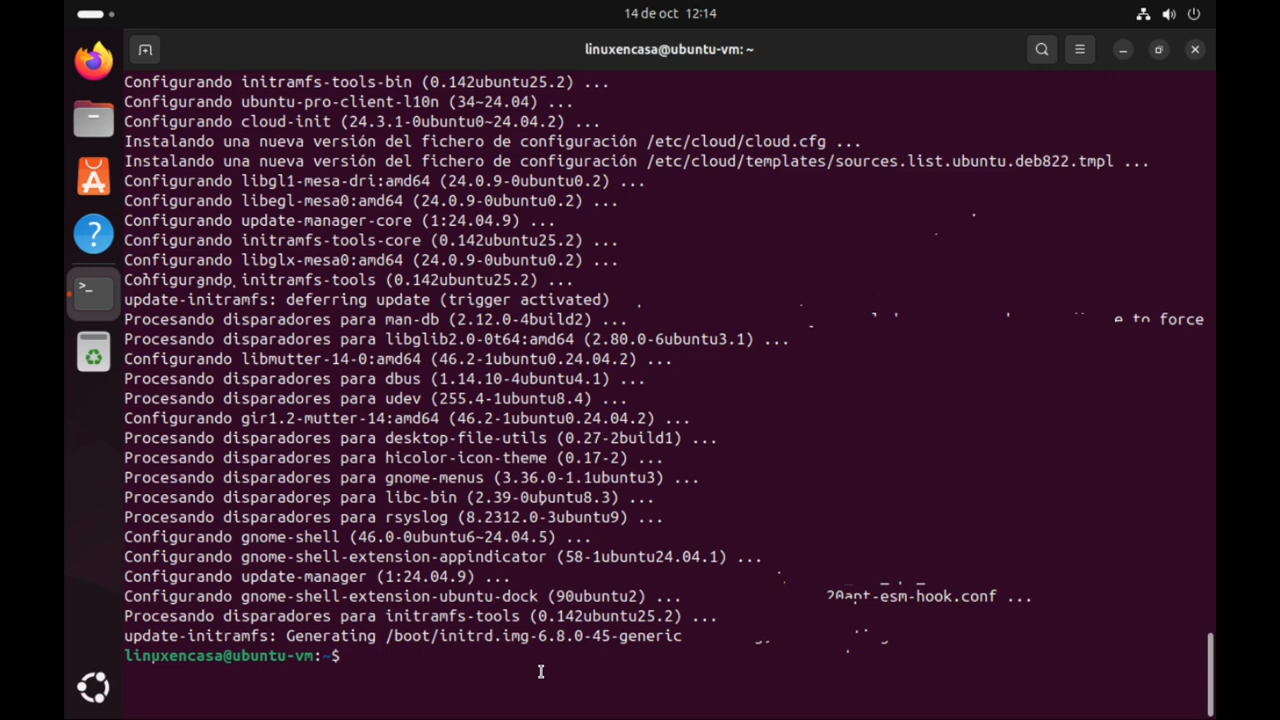 14 de oct 12:14
linuxencasa@ubuntu-vm: ~
Configurando initramfs-tools-bin (0.142ubuntu25.2) ...
Configurando ubuntu-pro-client-l10n (34~24.04) ...
Configurando cloud-init (24.3.1-0ubuntu0~24.04.2) ...
Instalando una nueva versión del fichero de configuración /etc/cloud/cloud.cfg ...
Instalando una nueva versión del fichero de configuración /etc/cloud/templates/sources.list.ubuntu.deb822.tmpl ...
Configurando libgl1-mesa-dri:amd64 (24.0.9-0ubuntu0.2) ...
Configurando libegl-mesa0:amd64 (24.0.9-0ubuntu0.2) ...
Configurando update-manager-core (1:24.04.9) ...
Configurando initramfs-tools-core (0.142ubuntu25.2) ...
Configurando libglx-mesa0:amd64 (24.0.9-0ubuntu0.2) ...
Configurando initramfs-tools (0.142ubuntu25.2) ...
update-initramfs: deferring update (trigger activated)
Procesando disparadores para man-db (2.12.0-4build2) ... e to force
Procesando disparadores para libglib2.0-0t64:amd64 (2.80.0-6ubuntu3.1) ...
Configurando libmutter-14-0:amd64 (46.2-1ubuntu0.24.04.2) ...
Procesando disparadores para dbus (1.14.10-4ubuntu4.1) ...
Procesando disparadores para udev (255.4-1ubuntu8.4) ...
Configurando gir1.2-mutter-14:amd64 (46.2-1ubuntu0.24.04.2) ...
Procesando disparadores para desktop-file-utils (0.27-2build1) ...
Procesando disparadores para hicolor-icon-theme (0.17-2) ...
Procesando disparadores para gnome-menus (3.36.0-1.1ubuntu3) ...
Procesando disparadores para libc-bin (2.39-0ubuntu8.3) ...
Procesando disparadores para rsyslog (8.2312.0-3ubuntu9) ...
Configurando gnome-shell (46.0-0ubuntu6~24.04.5) ...
Configurando gnome-shell-extension-appindicator (58-1ubuntu24.04.1) ...
Configurando update-manager (1:24.04.9) ...
Configurando gnome-shell-extension-ubuntu-dock (90ubuntu2) ... 20apt-esm-hook.conf ...
Procesando disparadores para initramfs-tools (0.142ubuntu25.2) ...
update-initramfs: Generating /boot/initrd.img-6.8.0-45-generic
linuxencasa@ubuntu-vm:~$